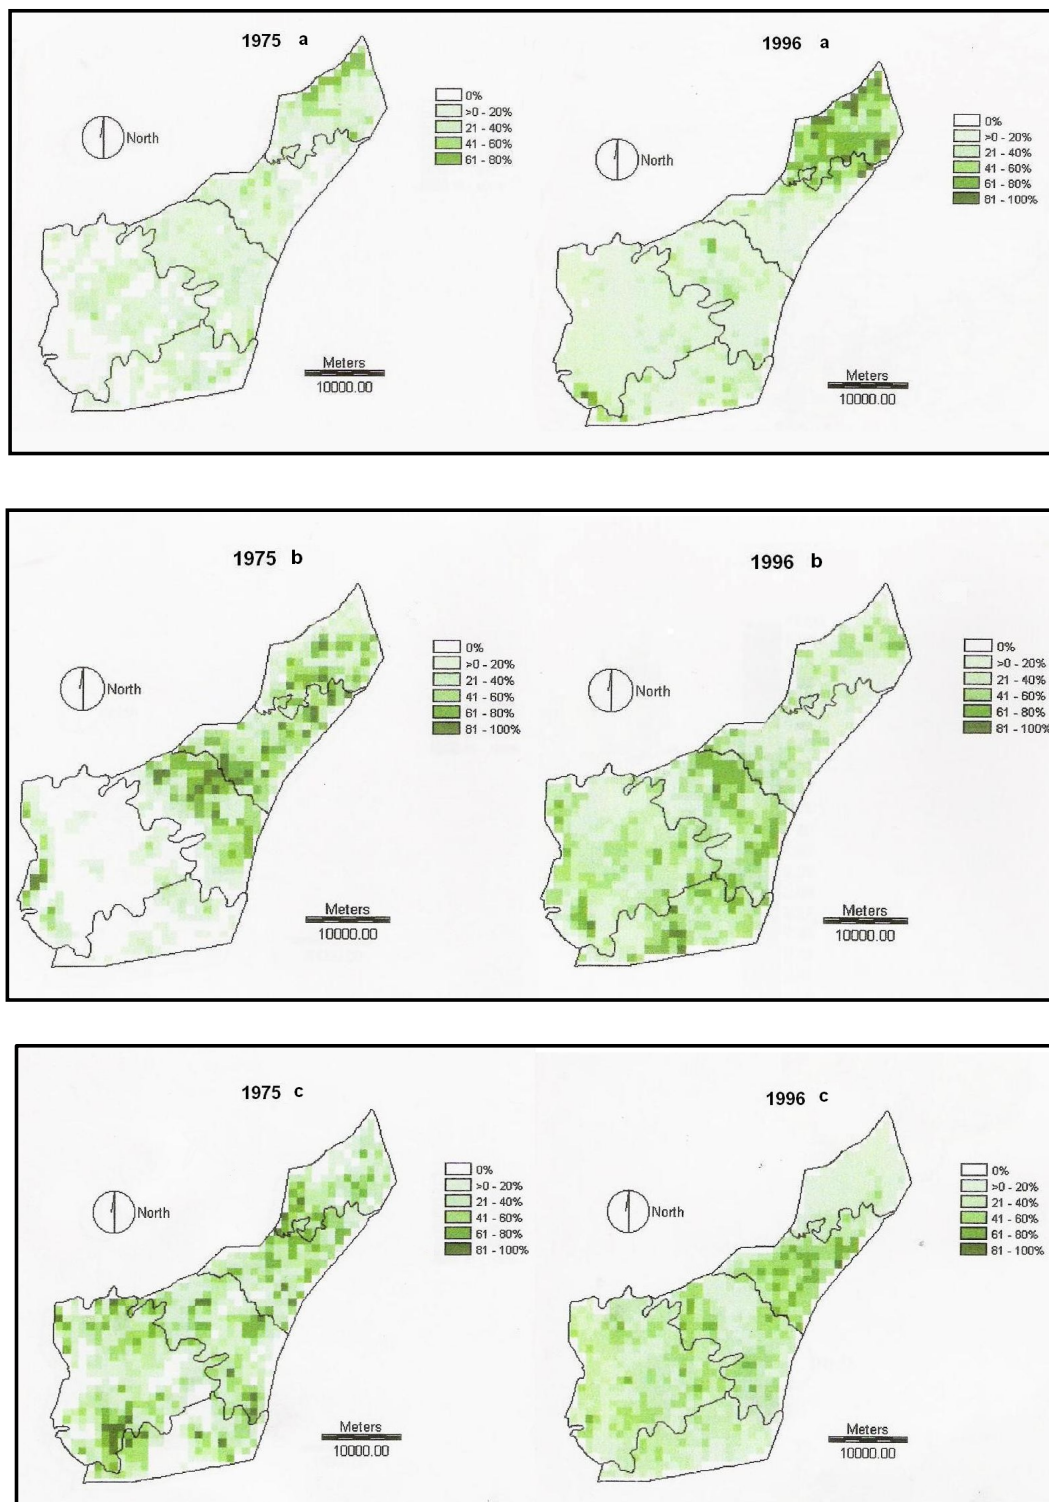 1975 a
North
0%
>0 - 20%
21 - 40%
41 - 60%
61 - 80%
Meters
10000.00
1996 a
North
0%
>0 - 20%
21 - 40%
41 - 60%
61 - 80%
81 - 100%
Meters
10000.00
1975 b
North
0%
>0 - 20%
21 - 40%
41 - 60%
61 - 80%
81 - 100%
Meters
10000.00
1996 b
North
0%
>0 - 20%
21 - 40%
41 - 60%
61 - 80%
81 - 100%
Meters
10000.00
1975 c
North
0%
>0 - 20%
21 - 40%
41 - 60%
61 - 80%
81 - 100%
Meters
10000.00
1996 c
North
0%
>0 - 20%
21 - 40%
41 - 60%
61 - 80%
81 - 100%
Meters
10000.00